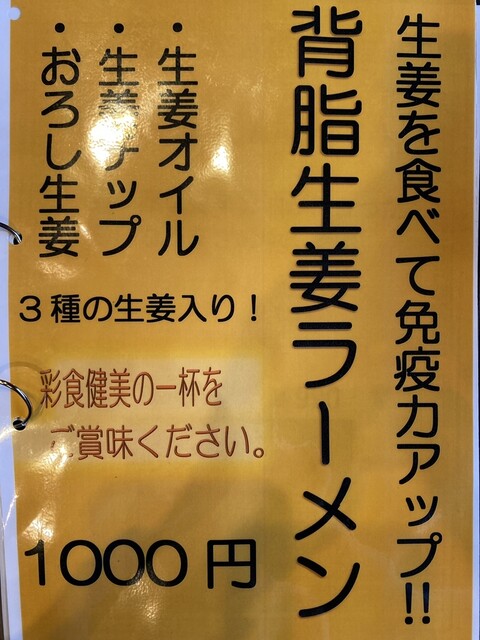 生姜を食べて免疫力アップ!!
背脂生姜ラーメン
・生姜オイル
・生姜チップ
・おろし生姜
3種の生姜入り！
彩食健美の一杯を
ご賞味ください。
1000円